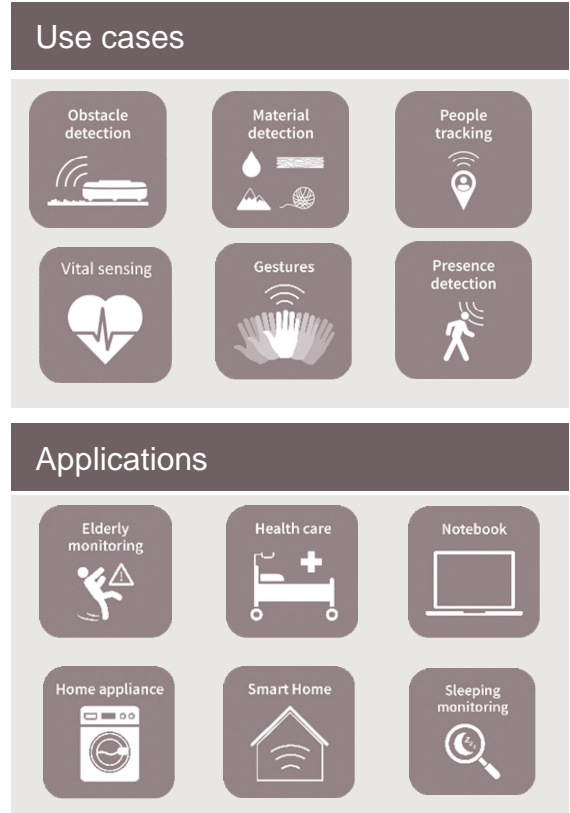 Use cases
Obstacle
detection
Material
detection
People
tracking
Vital sensing
Gestures
Presence
detection
Applications
Elderly
monitoring
Health care
Notebook
Home appliance
Smart Home
Sleeping
monitoring